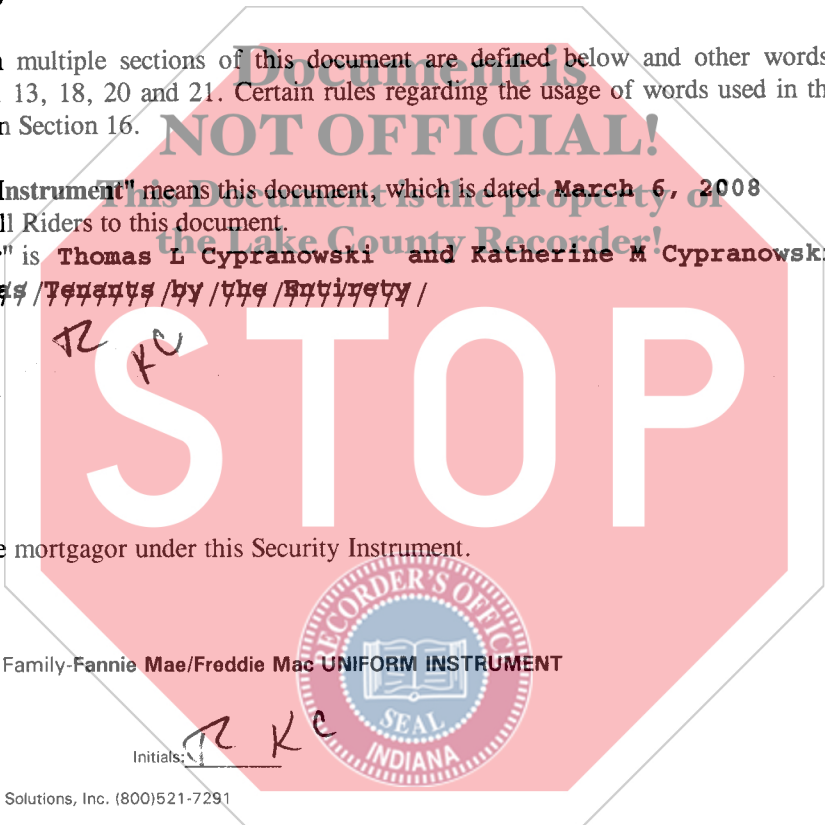 multiple sections of this document are defined below and other words
13, 18, 20 and 21. Certain rules regarding the usage of words used in th
n Section 16.
Document is
NOT OFFICIAL!
This Document is the property of
the Lake County Recorder!
Instrument" means this document, which is dated March 6, 2008
ll Riders to this document.
" is Thomas L Cypranowski and Katherine M Cypranowski
as Tenants by the Entirety
KC
STOP
e mortgagor under this Security Instrument.
RECORDER'S OFFICE
SEAL
INDIANA
Family-Fannie Mae/Freddie Mac UNIFORM INSTRUMENT
Initials: KC
Solutions, Inc. (800)521-7291